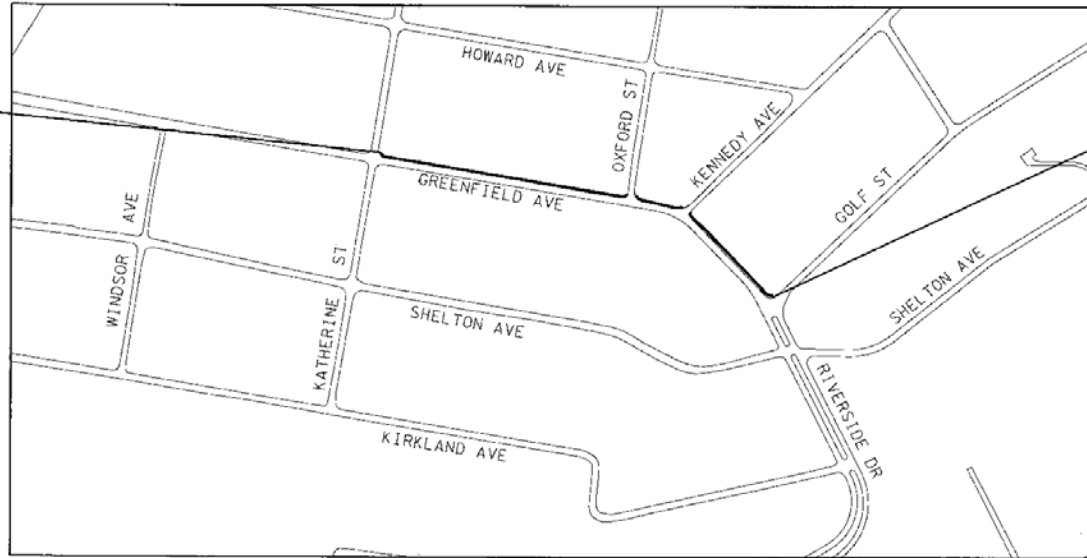 HOWARD AVE
OXFORD ST
KENNEDY AVE
GREENFIELD AVE
GOLF ST
WINDSOR AVE
KATHERINE ST
SHELTON AVE
SHELTON AVE
RIVERSIDE DR
KIRKLAND AVE